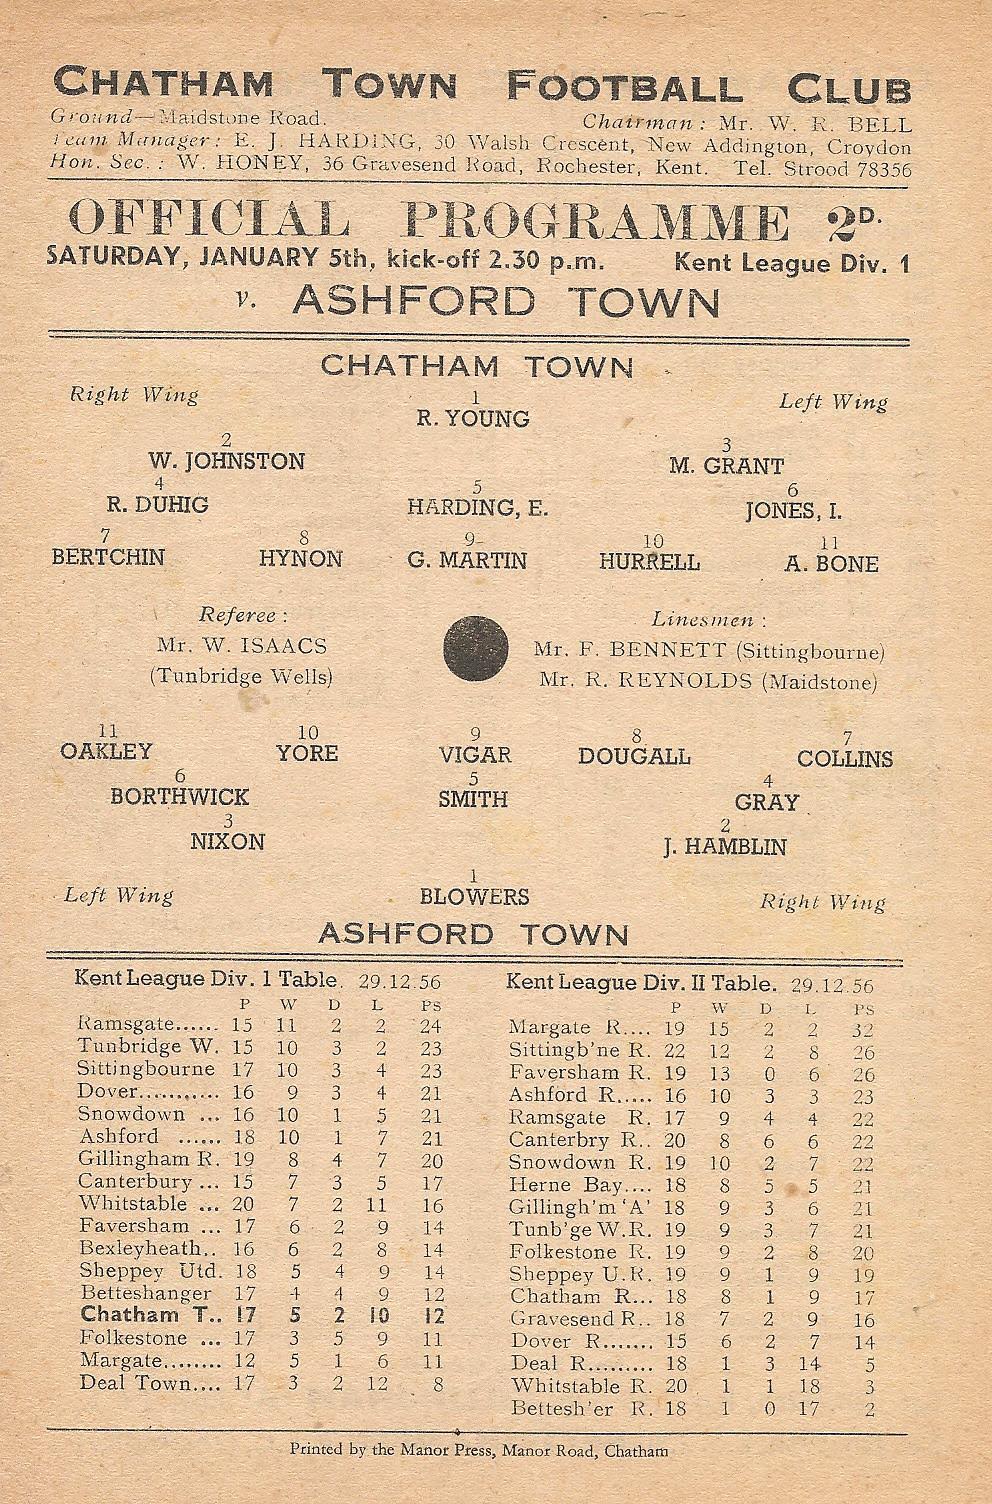 CHATHAM TOWN FOOTBALL CLUB
Ground—Maidstone Road. Chairman: Mr. W. R. BELL
Team Manager: E. J. HARDING, 30 Walsh Crescent, New Addington, Croydon
Hon. Sec.: W. HONEY, 36 Gravesend Road, Rochester, Kent. Tel. Strood 78356
OFFICIAL PROGRAMME 2D.
SATURDAY, JANUARY 5th, kick-off 2.30 p.m. Kent League Div. 1
v. ASHFORD TOWN
CHATHAM TOWN
Right Wing Left Wing
1
R. YOUNG
2 3
W. JOHNSTON M. GRANT
4 5 6
R. DUHIG HARDING, E. JONES, I.
7 8 9 10 11
BERTCHIN HYNON G. MARTIN HURRELL A. BONE
Referee: Linesmen:
Mr. W. ISAACS Mr. F. BENNETT (Sittingbourne)
(Tunbridge Wells) Mr. R. REYNOLDS (Maidstone)
11 10 9 8 7
OAKLEY YORE VIGAR DOUGALL COLLINS
6 5 4
BORTHWICK SMITH GRAY
3 2
NIXON J. HAMBLIN
1
Left Wing BLOWERS Right Wing
ASHFORD TOWN
Kent League Div. 1 Table. 29.12.56
P W D L Ps
Ramsgate...... 15 11 2 2 24
Tunbridge W. 15 10 3 2 23
Sittingbourne 17 10 3 4 23
Dover........... 16 9 3 4 21
Snowdown ... 16 10 1 5 21
Ashford ...... 18 10 1 7 21
Gillingham R. 19 8 4 7 20
Canterbury ... 15 7 3 5 17
Whitstable ... 20 7 2 11 16
Faversham ... 17 6 2 9 14
Bexleyheath.. 16 6 2 8 14
Sheppey Utd. 18 5 4 9 14
Betteshanger 17 4 4 9 12
Chatham T.. 17 5 2 10 12
Folkestone ... 17 3 5 9 11
Margate........ 12 5 1 6 11
Deal Town.... 17 3 2 12 8
Kent League Div. II Table. 29.12.56
P W D L Ps
Margate R.... 19 15 2 2 32
Sittingb'ne R. 22 12 2 8 26
Faversham R. 19 13 0 6 26
Ashford R..... 16 10 3 3 23
Ramsgate R. 17 9 4 4 22
Canterbry R.. 20 8 6 6 22
Snowdown R. 19 10 2 7 22
Herne Bay.... 18 8 5 5 21
Gillingh'm 'A' 18 9 3 6 21
Tunb'ge W.R. 19 9 3 7 21
Folkestone R. 19 9 2 8 20
Sheppey U.R. 19 9 1 9 19
Chatham R... 18 8 1 9 17
Gravesend R.. 18 7 2 9 16
Dover R....... 15 6 2 7 14
Deal R......... 18 1 3 14 5
Whitstable R. 20 1 1 18 3
Bettesh'er R. 18 1 0 17 2
Printed by the Manor Press, Manor Road, Chatham